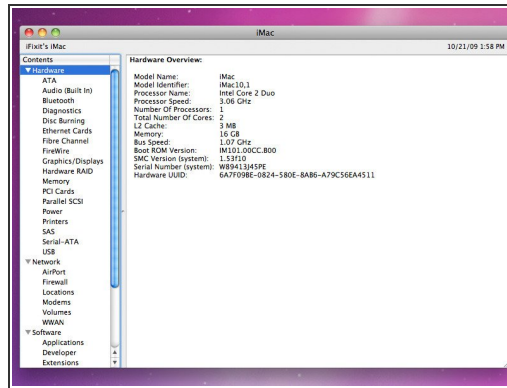 iMac
iFixit's iMac
10/21/09 1:58 PM
Contents
Hardware
ATA
Audio (Built In)
Bluetooth
Diagnostics
Disc Burning
Ethernet Cards
Fibre Channel
FireWire
Graphics/Displays
Hardware RAID
Memory
PCI Cards
Parallel SCSI
Power
Printers
SAS
Serial-ATA
USB
Network
AirPort
Firewall
Locations
Modems
Volumes
WWAN
Software
Applications
Developer
Extensions
Hardware Overview:
Model Name: iMac
Model Identifier: iMac10,1
Processor Name: Intel Core 2 Duo
Processor Speed: 3.06 GHz
Number Of Processors: 1
Total Number Of Cores: 2
L2 Cache: 3 MB
Memory: 16 GB
Bus Speed: 1.07 GHz
Boot ROM Version: IM101.00CC.B00
SMC Version (system): 1.53f10
Serial Number (system): W89413J45PE
Hardware UUID: 6A7F09BE-0824-580E-8AB6-A79C56EA4511